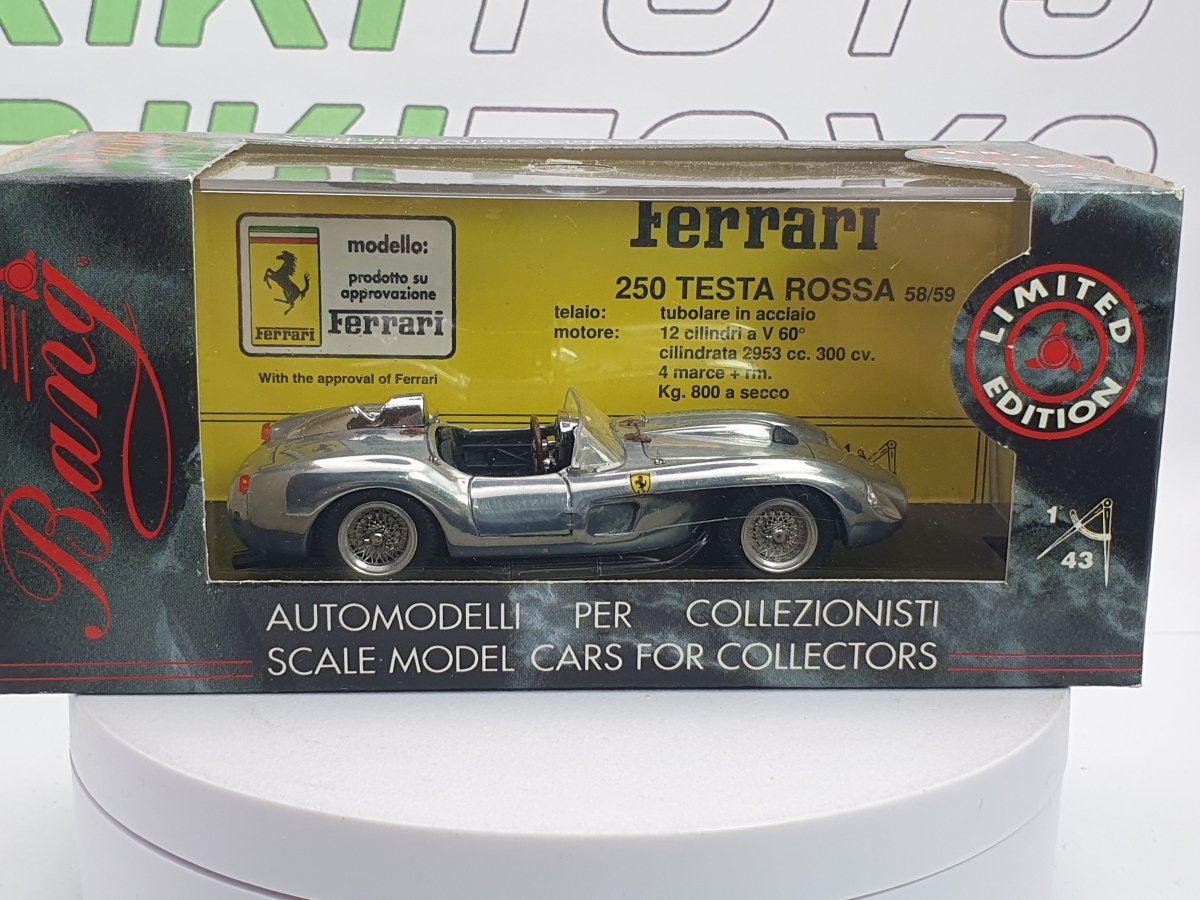 RIKITOYS
RIKITOYS
Bang
modello:
prodotto su
approvazione
Ferrari
Ferrari
With the approval of Ferrari
Ferrari
250 TESTA ROSSA 58/59
telaio: tubolare in acciaio
motore: 12 cilindri a V 60°
cilindrata 2953 cc. 300 cv.
4 marce + rm.
Kg. 800 a secco
LIMITED
EDITION
1
43
AUTOMODELLI PER COLLEZIONISTI
SCALE MODEL CARS FOR COLLECTORS